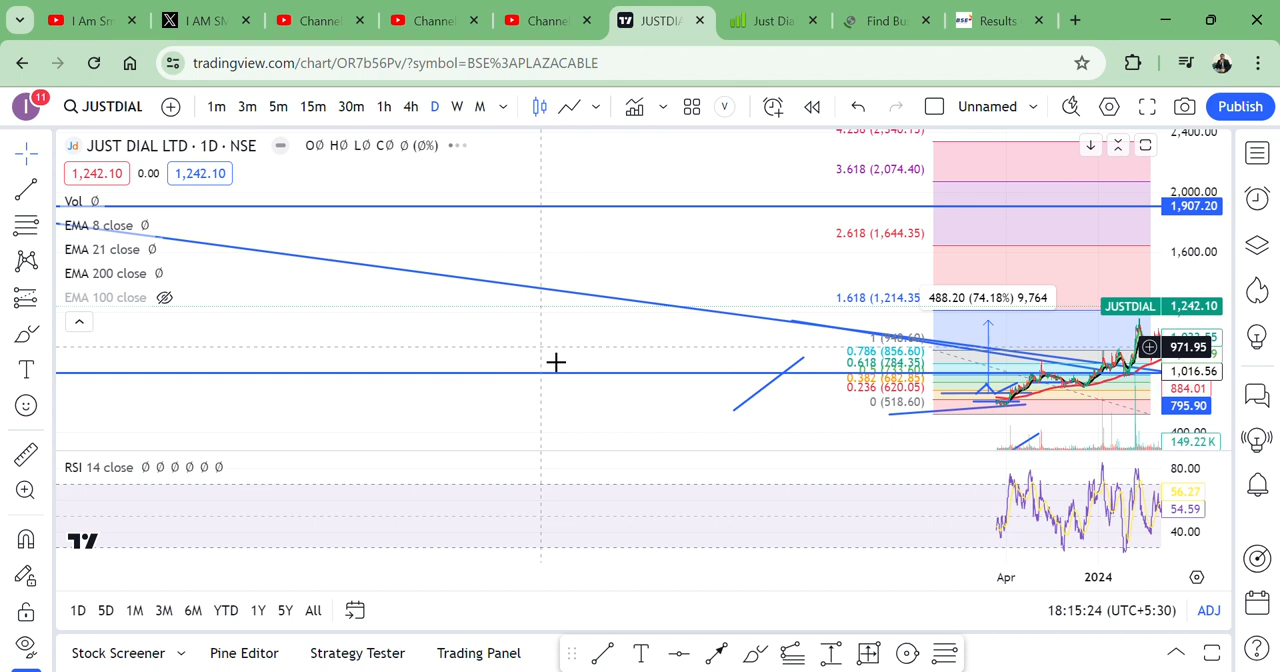 I Am Sm
I AM SM
Channel
Channel
Channel
JUSTDIA
Just Dia
Find Bu
Results
tradingview.com/chart/OR7b56Pv/?symbol=BSE%3APLAZACABLE
I 11
JUSTDIAL
1m 3m 5m 15m 30m 1h 4h D W M
Unnamed
Publish
JUST DIAL LTD · 1D · NSE
O∅ H∅ L∅ C∅ ∅ (∅%)
1,242.10 0.00 1,242.10
Vol ∅
EMA 8 close ∅
EMA 21 close ∅
EMA 200 close ∅
EMA 100 close
3.618 (2,074.40)
2.618 (1,644.35)
1.618 (1,214.35
488.20 (74.18%) 9,764
0.786 (856.60)
0.618 (784.35)
0.382 (682.85)
0.236 (620.05)
0 (518.60)
2,400.00
2,000.00
1,907.20
1,600.00
JUSTDIAL 1,242.10
971.95
1,016.56
884.01
795.90
149.22 K
RSI 14 close ∅ ∅ ∅ ∅ ∅ ∅
80.00
56.27
54.59
40.00
Apr 2024
1D 5D 1M 3M 6M YTD 1Y 5Y All
18:15:24 (UTC+5:30) ADJ
Stock Screener Pine Editor Strategy Tester Trading Panel